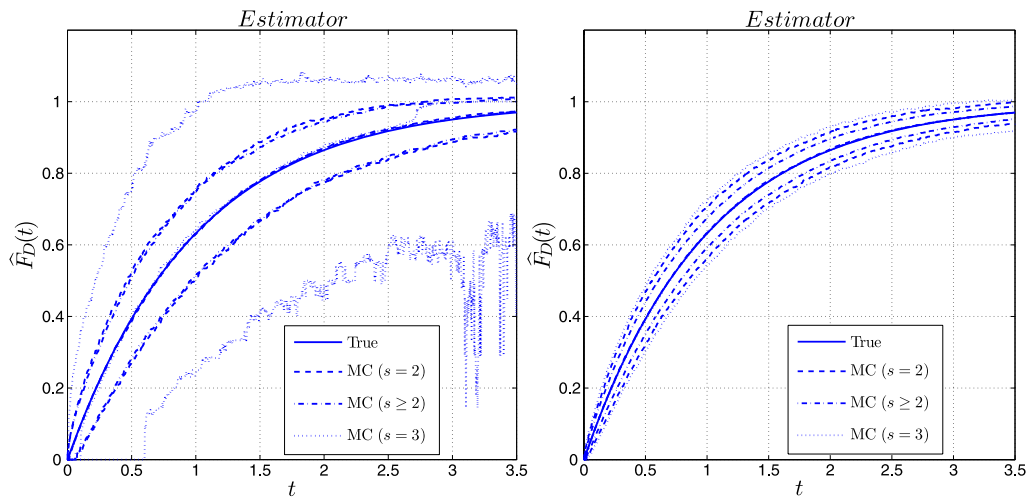 Estimator
1
0.8
0.6
0.4
0.2
0
F̂_D(t)
True
MC (s = 2)
MC (s ≥ 2)
MC (s = 3)
0 0.5 1 1.5 2 2.5 3 3.5
t
Estimator
1
0.8
0.6
0.4
0.2
0
F̂_D(t)
True
MC (s = 2)
MC (s ≥ 2)
MC (s = 3)
0 0.5 1 1.5 2 2.5 3 3.5
t